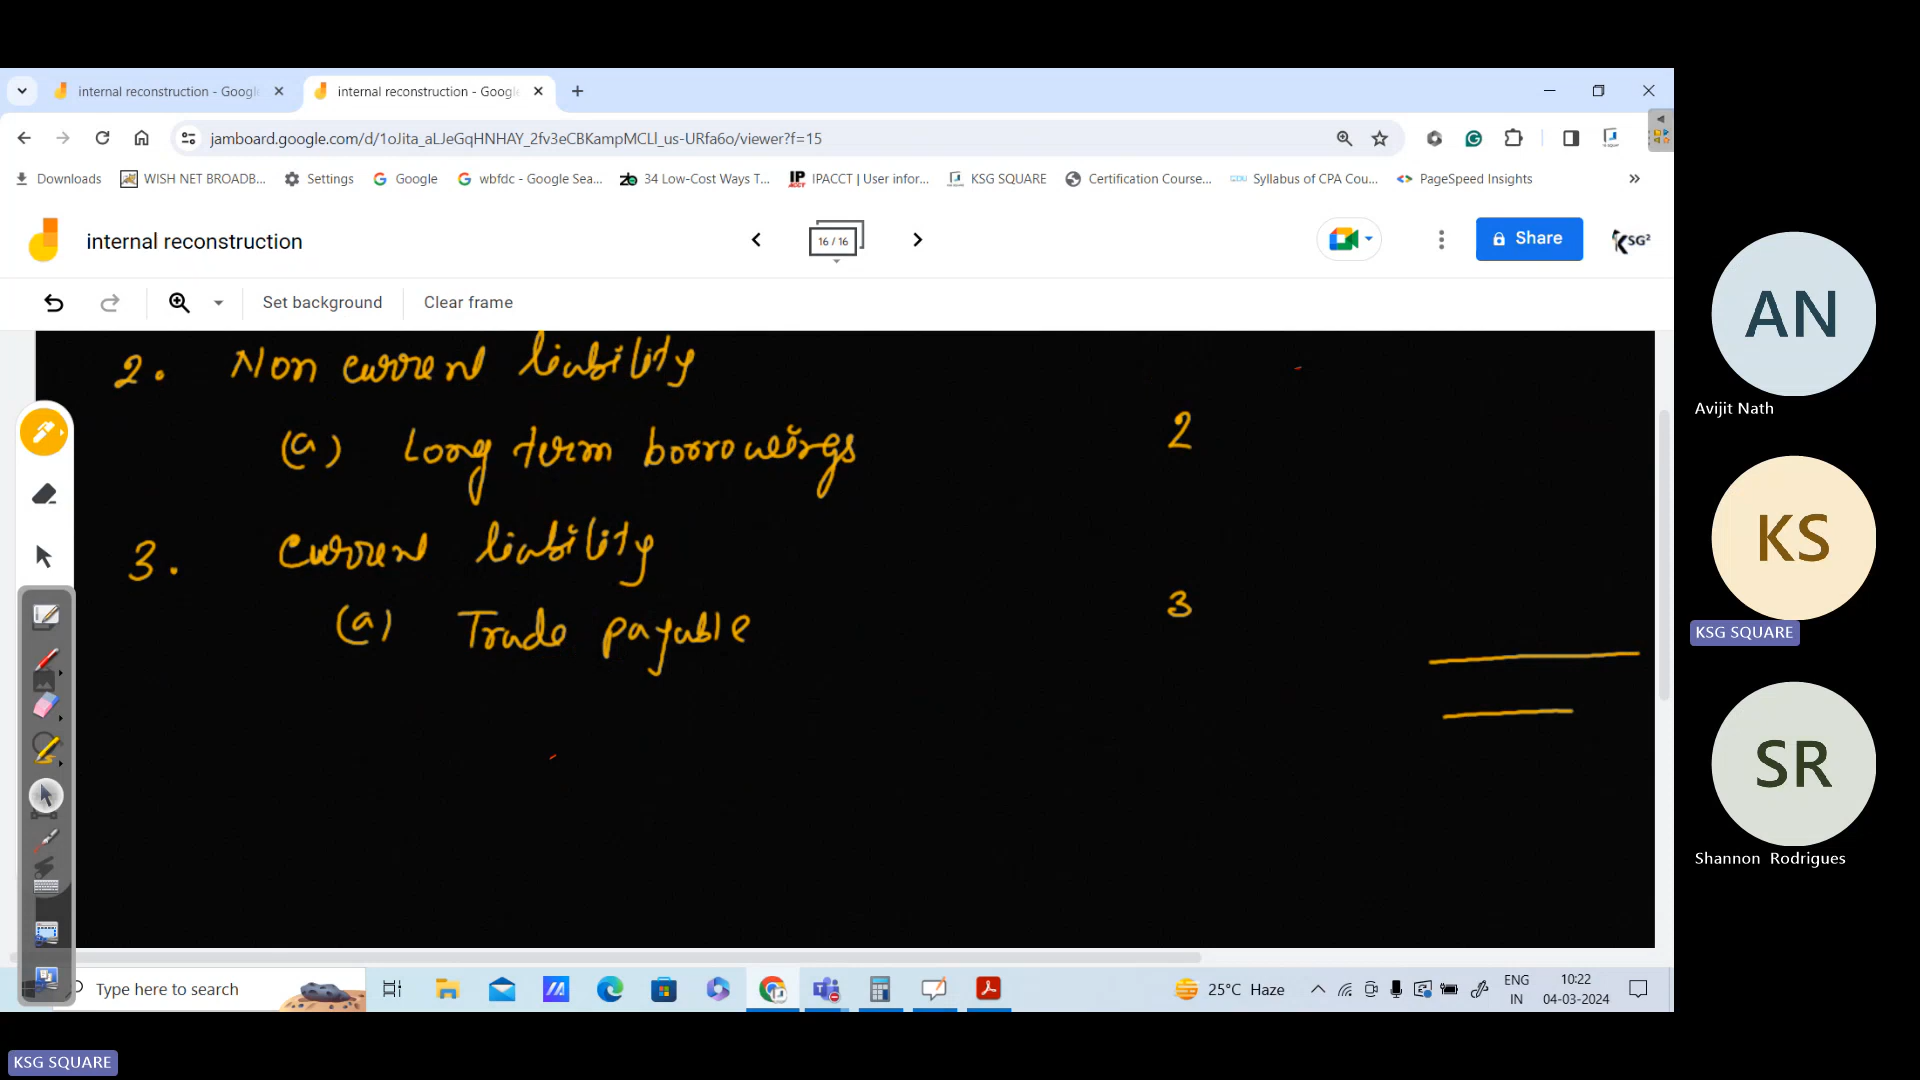 internal reconstruction - Googl
internal reconstruction - Google
jamboard.google.com/d/1oJita_aLJeGqHNHAY_2fv3eCBKampMCLl_us-URfa6o/viewer?f=15
Downloads WISH NET BROADB... Settings Google wbfdc - Google Sea... 34 Low-Cost Ways T... IPACCT | User infor... KSG SQUARE Certification Course... Syllabus of CPA Cou... PageSpeed Insights
internal reconstruction 16 / 16 Share KSG²
Set background Clear frame
2. Non current liability
(a) Long term borrowings 2
3. Current liability
(a) Trade payable 3
Type here to search 25°C Haze ENG 10:22
IN 04-03-2024
AN
Avijit Nath
KS
KSG SQUARE
SR
Shannon Rodrigues
KSG SQUARE